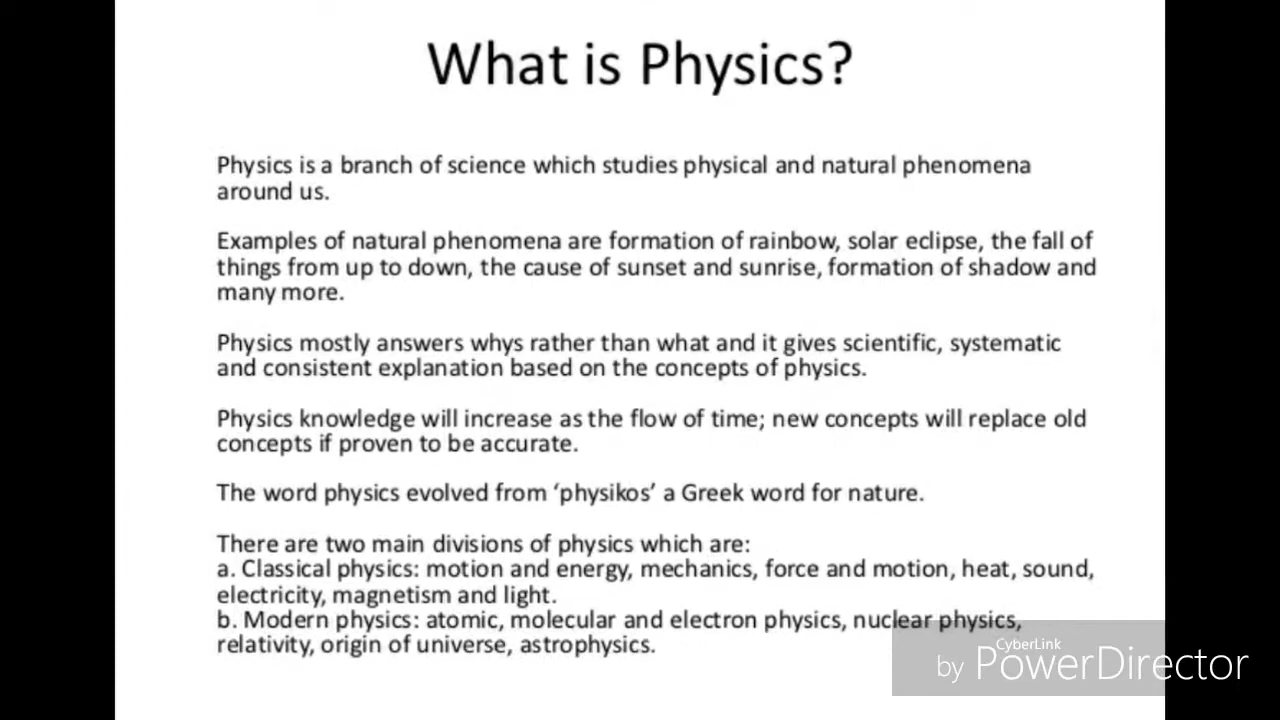 What is Physics?
Physics is a branch of science which studies physical and natural phenomena
around us.
Examples of natural phenomena are formation of rainbow, solar eclipse, the fall of
things from up to down, the cause of sunset and sunrise, formation of shadow and
many more.
Physics mostly answers whys rather than what and it gives scientific, systematic
and consistent explanation based on the concepts of physics.
Physics knowledge will increase as the flow of time; new concepts will replace old
concepts if proven to be accurate.
The word physics evolved from ‘physikos’ a Greek word for nature.
There are two main divisions of physics which are:
a. Classical physics: motion and energy, mechanics, force and motion, heat, sound,
electricity, magnetism and light.
b. Modern physics: atomic, molecular and electron physics, nuclear physics,
relativity, origin of universe, astrophysics.
CyberLink
by PowerDirector